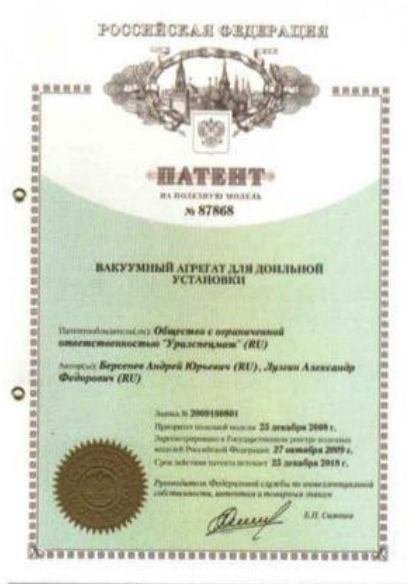 РОССИЙСКАЯ ФЕДЕРАЦИЯ
ПАТЕНТ
НА ПОЛЕЗНУЮ МОДЕЛЬ
№ 87868
ВАКУУМНЫЙ АГРЕГАТ ДЛЯ ДОИЛЬНОЙ
УСТАНОВКИ
Патентообладатель(ли): Общество с ограниченной
ответственностью "Уралспецмаш" (RU)
Автор(ы): Берсенев Андрей Юрьевич (RU), Лузгин Александр
Федорович (RU)
Заявка № 2009100801
Приоритет полезной модели 25 декабря 2008 г.
Зарегистрировано в Государственном реестре полезных
моделей Российской Федерации 27 октября 2009 г.
Срок действия патента истекает 25 декабря 2018 г.
Руководитель Федеральной службы по интеллектуальной
собственности, патентам и товарным знакам
Б.П. Симонов